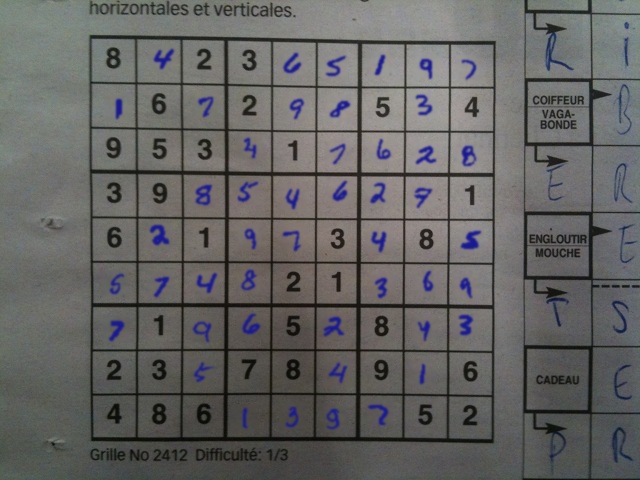 horizontales et verticales.
8 4 2 3 6 5 1 9 7
1 6 7 2 9 8 5 3 4
9 5 3 4 1 7 6 2 8
3 9 8 5 4 6 2 7 1
6 2 1 9 7 3 4 8 5
5 7 4 8 2 1 3 6 9
7 1 9 6 5 2 8 4 3
2 3 5 7 8 4 9 1 6
4 8 6 1 3 9 7 5 2
Grille No 2412 Difficulté: 1/3
R I
COIFFEUR
VAGA-
BONDE
B
E R
ENGLOUTIR
MOUCHE
E
T S
CADEAU
E
P R